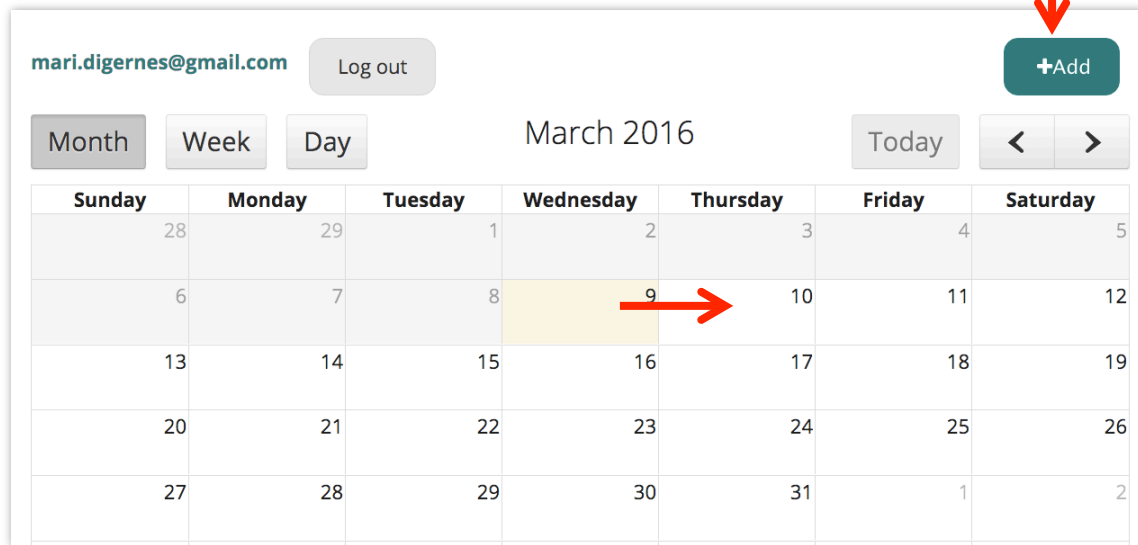 mari.digernes@gmail.com Log out +Add
Month Week Day March 2016 Today < >
Sunday Monday Tuesday Wednesday Thursday Friday Saturday
28 29 1 2 3 4 5
6 7 8 9 10 11 12
13 14 15 16 17 18 19
20 21 22 23 24 25 26
27 28 29 30 31 1 2